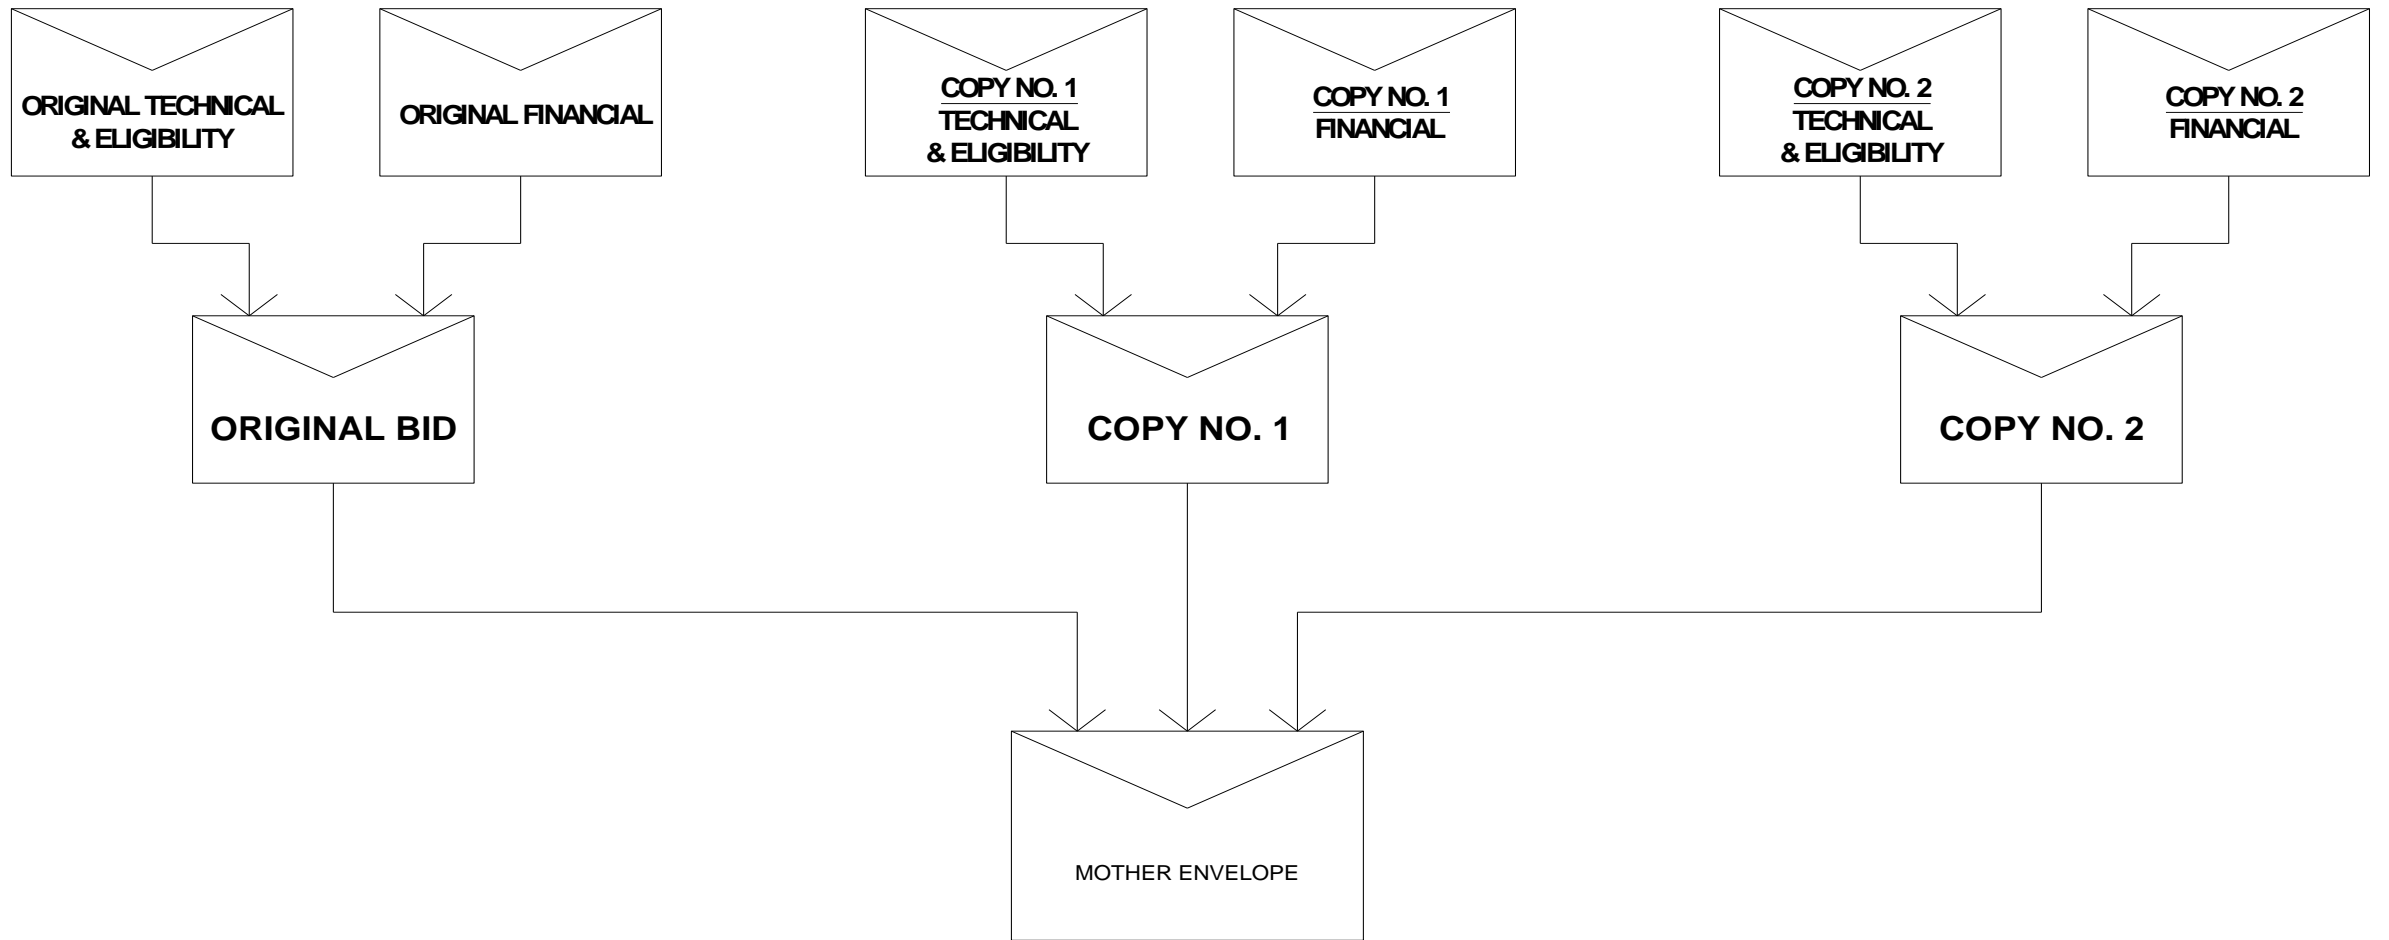 ORIGINAL TECHNICAL
& ELIGIBILITY
ORIGINAL FINANCIAL
COPY NO. 1
TECHNICAL
& ELIGIBILITY
COPY NO. 1
FINANCIAL
COPY NO. 2
TECHNICAL
& ELIGIBILITY
COPY NO. 2
FINANCIAL
ORIGINAL BID
COPY NO. 1
COPY NO. 2
MOTHER ENVELOPE